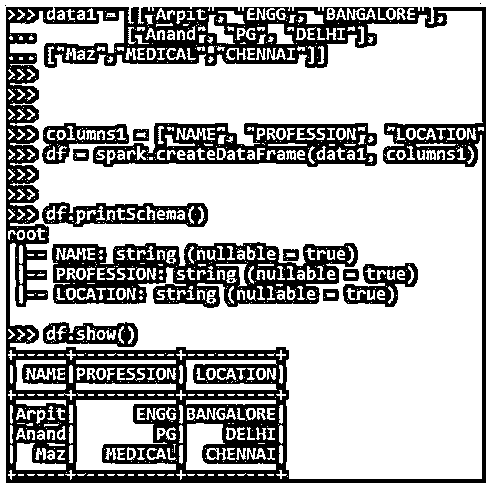 >>> data1 = [["Arpit", "ENGG", "BANGALORE"],
... ["Anand", "PG", "DELHI"],
... ["Maz","MEDICAL","CHENNAI"]]
>>>
>>>
>>>
>>> columns1 = ["NAME", "PROFESSION", "LOCATION"
>>> df = spark.createDataFrame(data1, columns1)
>>>
>>>
>>> df.printSchema()
root
 |-- NAME: string (nullable = true)
 |-- PROFESSION: string (nullable = true)
 |-- LOCATION: string (nullable = true)
>>> df.show()
+-----+----------+---------+
| NAME|PROFESSION| LOCATION|
+-----+----------+---------+
|Arpit|      ENGG|BANGALORE|
|Anand|        PG|    DELHI|
|  Maz|   MEDICAL|  CHENNAI|
+-----+----------+---------+